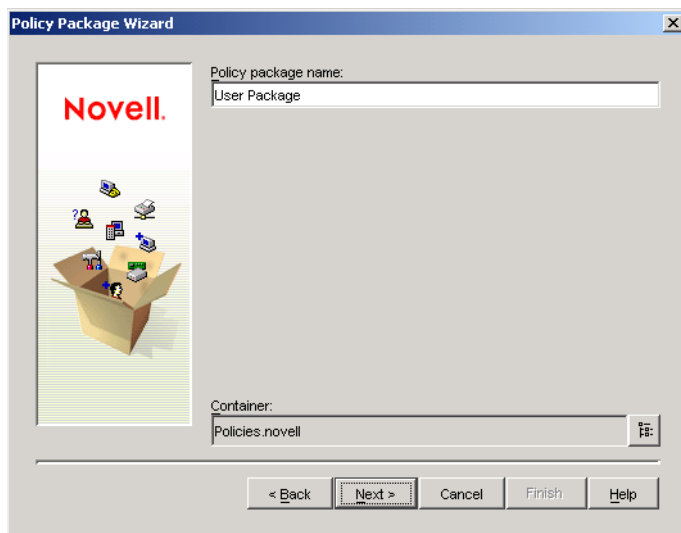 Policy Package Wizard
Novell.
Policy package name:
User Package
Container:
Policies.novell
< Back
Next >
Cancel
Finish
Help